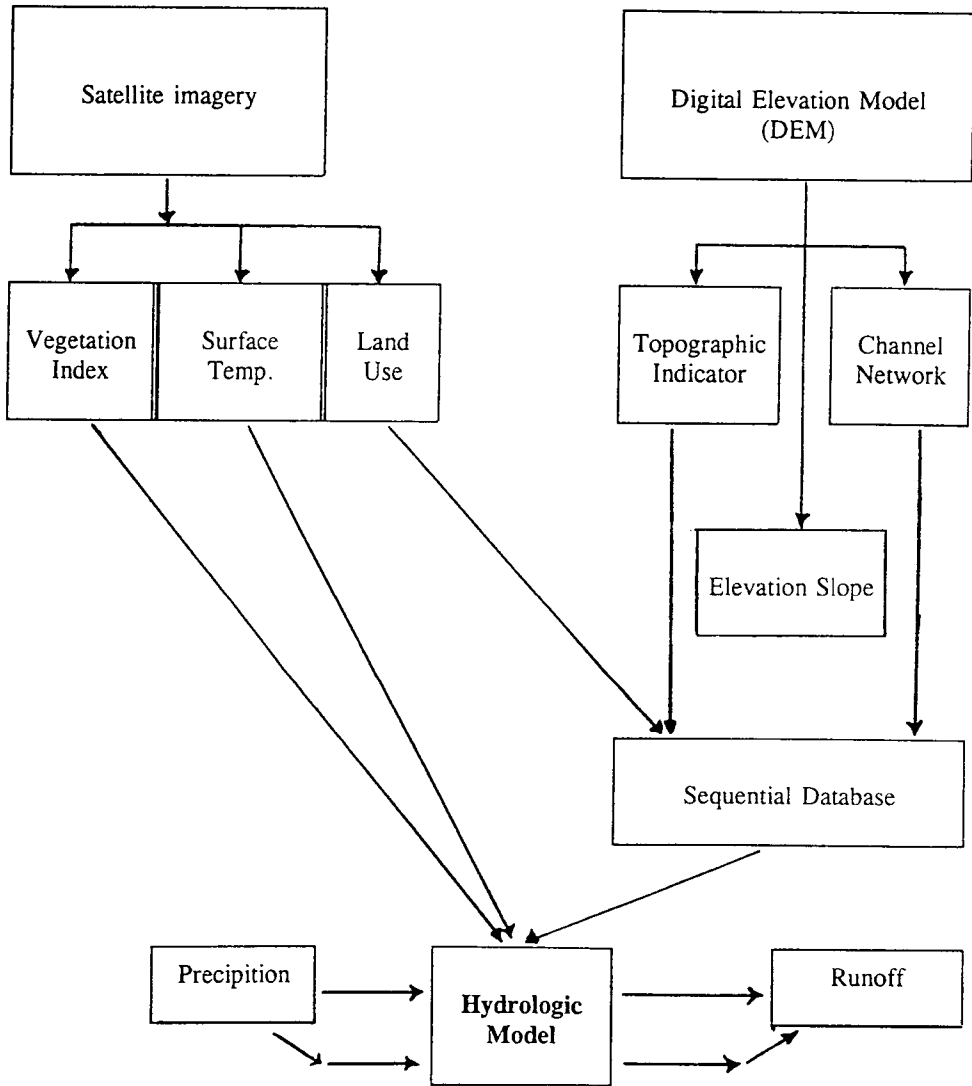 Satellite imagery
Digital Elevation Model
(DEM)
Vegetation
Index
Surface
Temp.
Land
Use
Topographic
Indicator
Channel
Network
Elevation Slope
Sequential Database
Precipition
Hydrologic
Model
Runoff